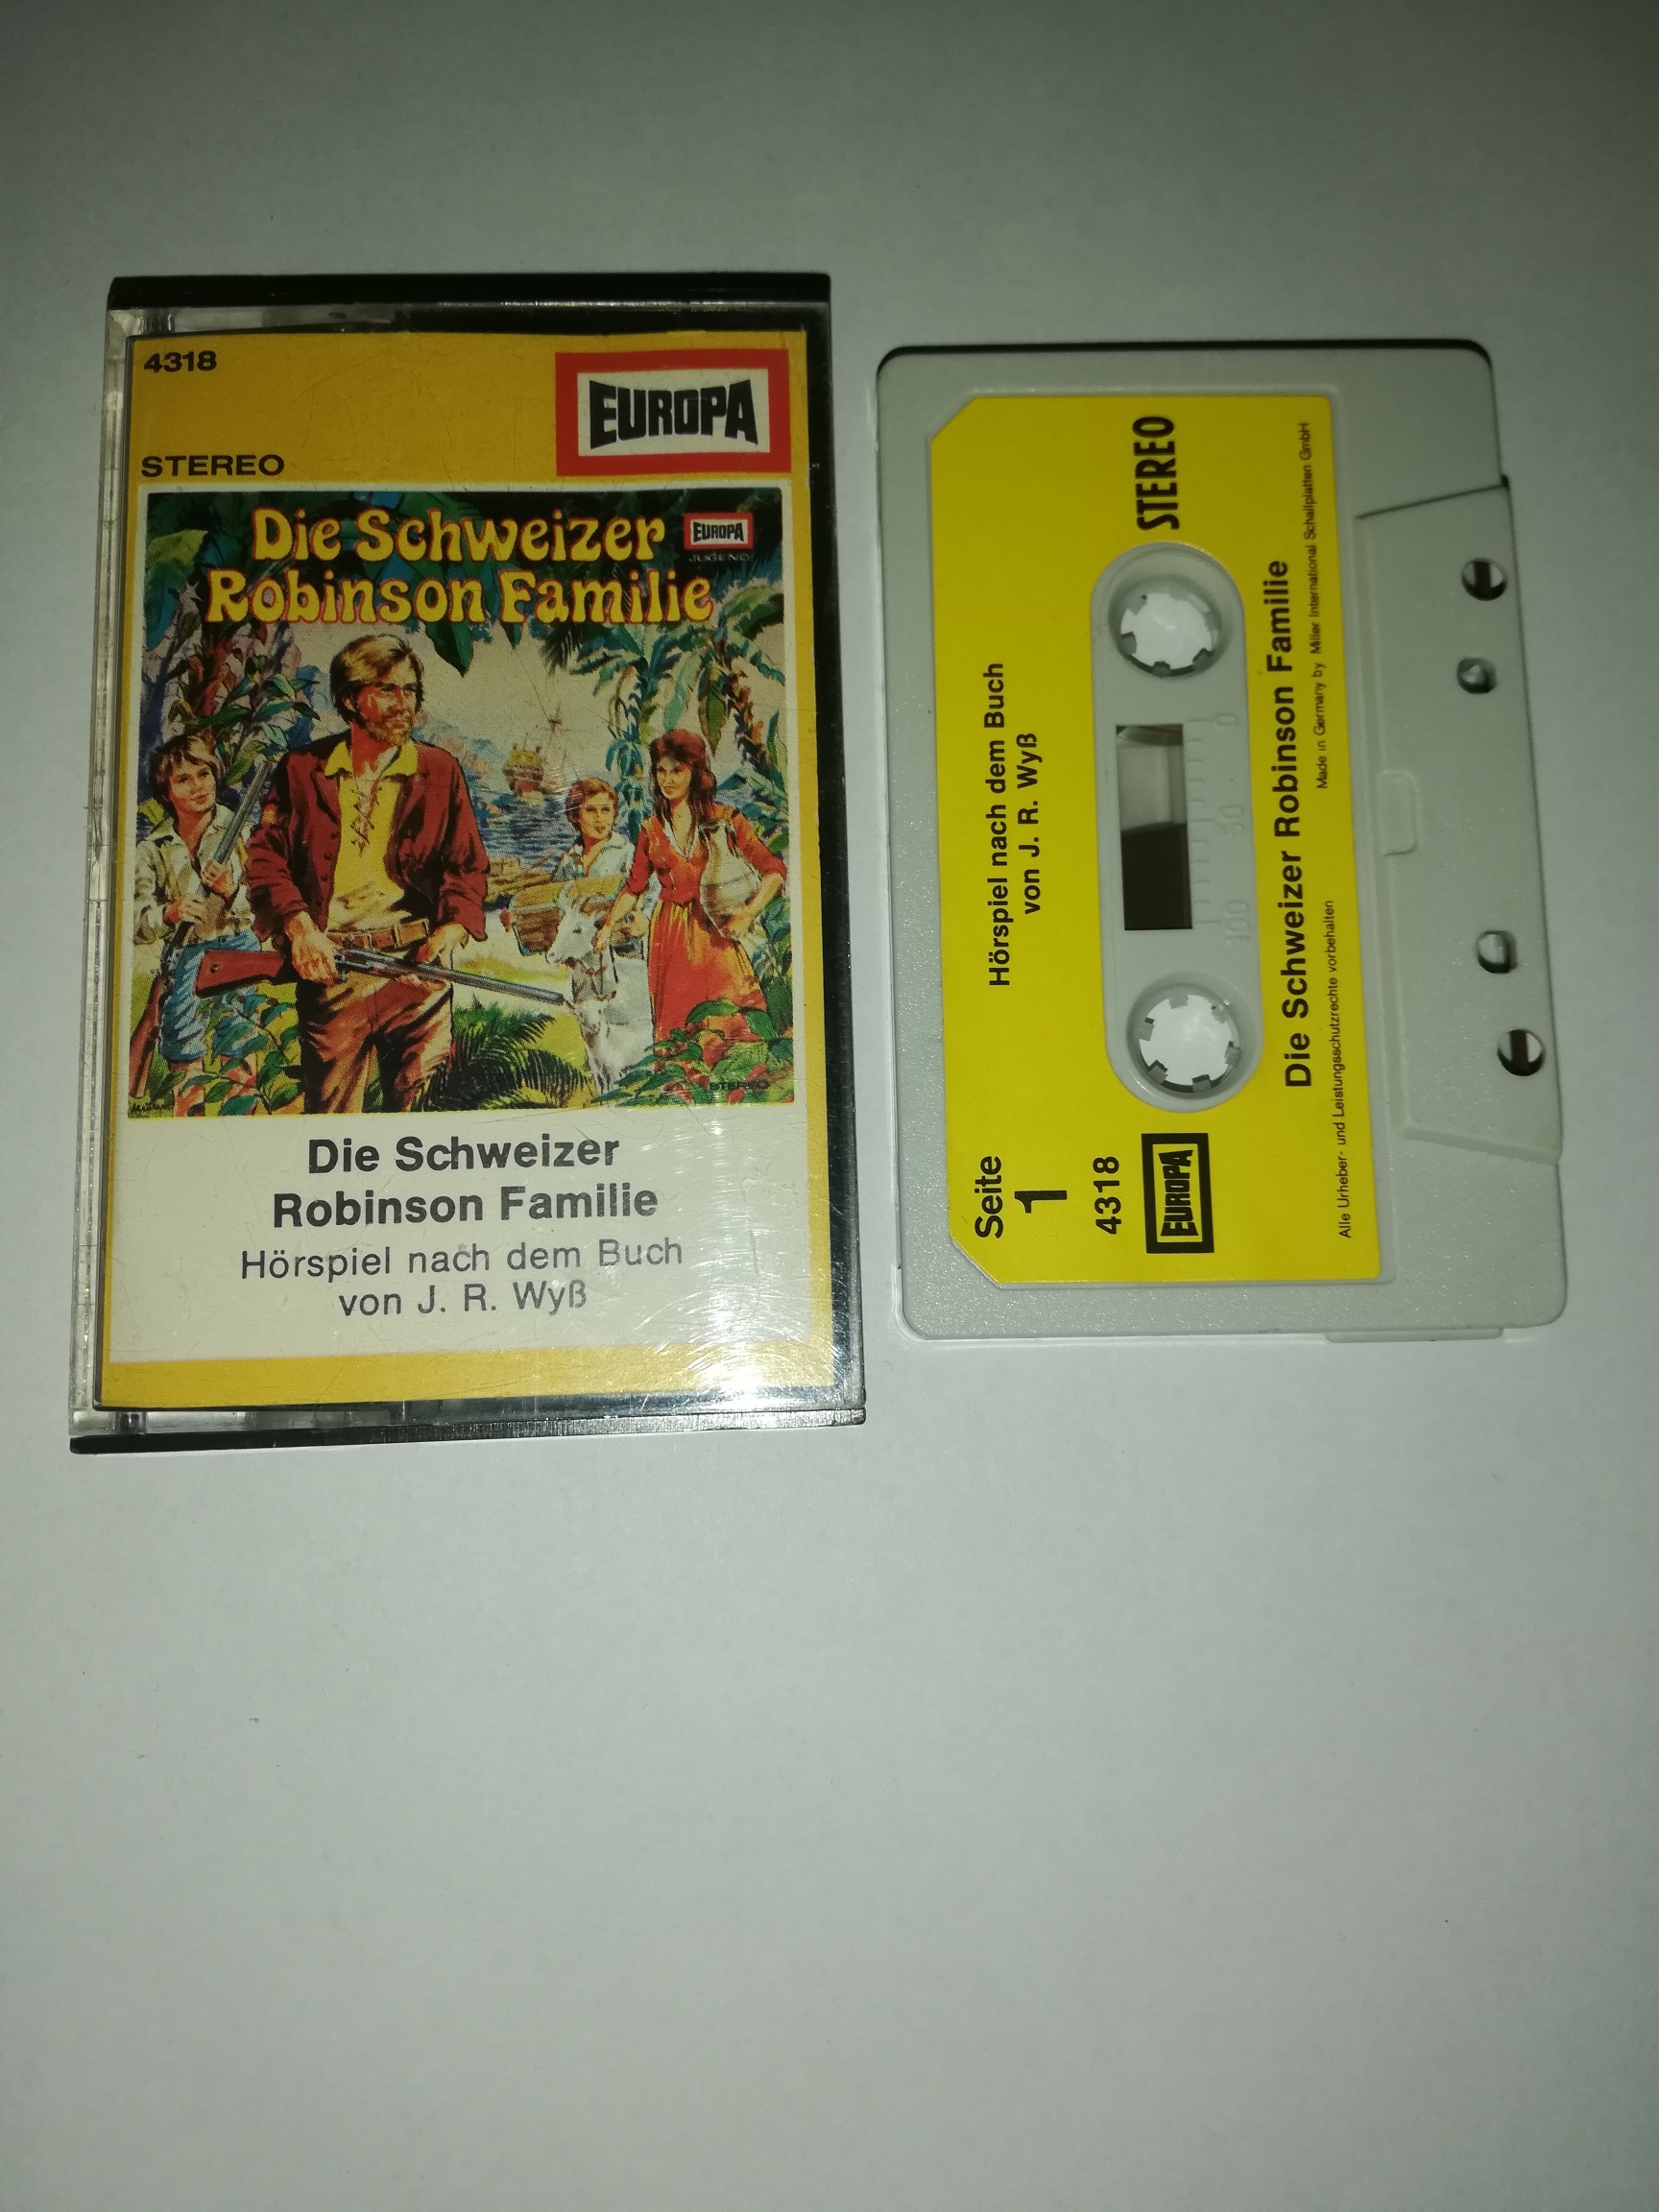 4318
EUROPA
STEREO
Die Schweizer
Robinson Familie
EUROPA
JUGEND
STEREO
Die Schweizer
Robinson Familie
Hörspiel nach dem Buch
von J. R. Wyß
Seite
1
Hörspiel nach dem Buch
von J. R. Wyß
4318
EUROPA
STEREO
100
50
0
Die Schweizer Robinson Familie
Made in Germany by Miller International Schallplatten GmbH
Alle Urheber- und Leistungsschutzrechte vorbehalten